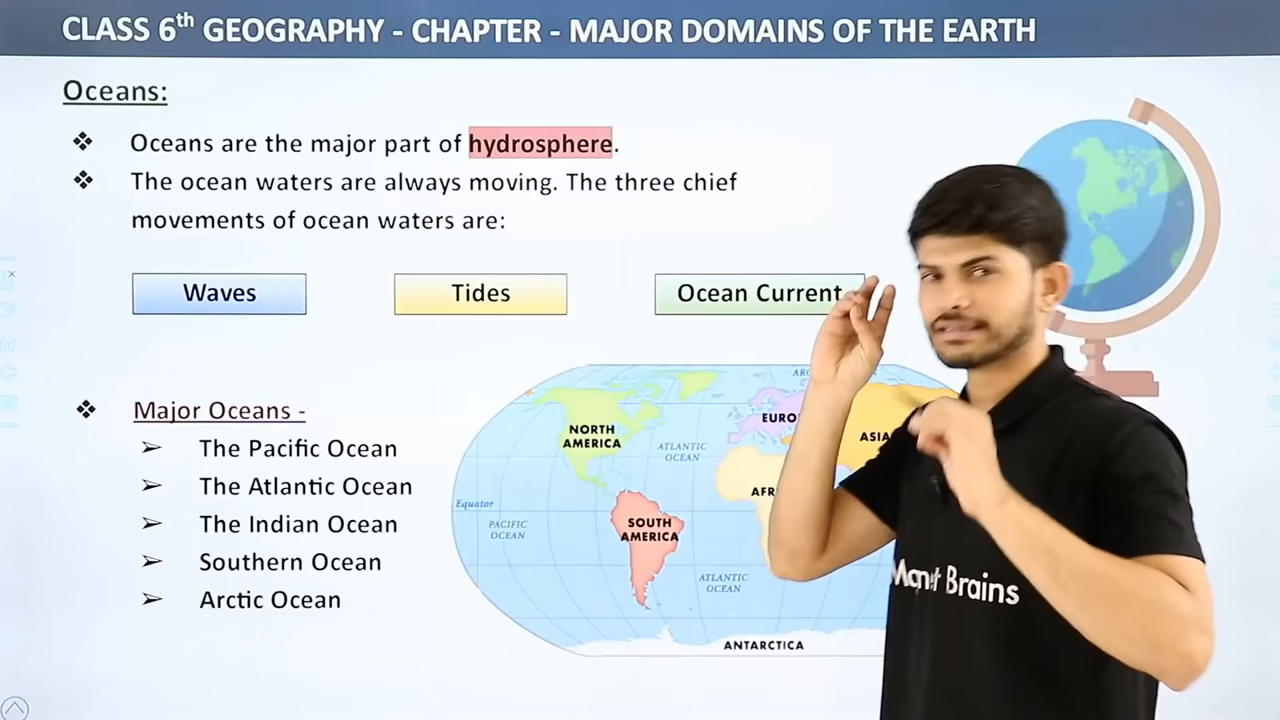 CLASS 6th GEOGRAPHY - CHAPTER - MAJOR DOMAINS OF THE EARTH
Oceans:
❖ Oceans are the major part of hydrosphere.
❖ The ocean waters are always moving. The three chief
movements of ocean waters are:
Waves
Tides
Ocean Current
❖ Major Oceans -
➢ The Pacific Ocean
➢ The Atlantic Ocean
➢ The Indian Ocean
➢ Southern Ocean
➢ Arctic Ocean
NORTH
AMERICA
ATLANTIC
OCEAN
ASIA
Equator
PACIFIC
OCEAN
SOUTH
AMERICA
ATLANTIC
OCEAN
ANTARCTICA
Brains